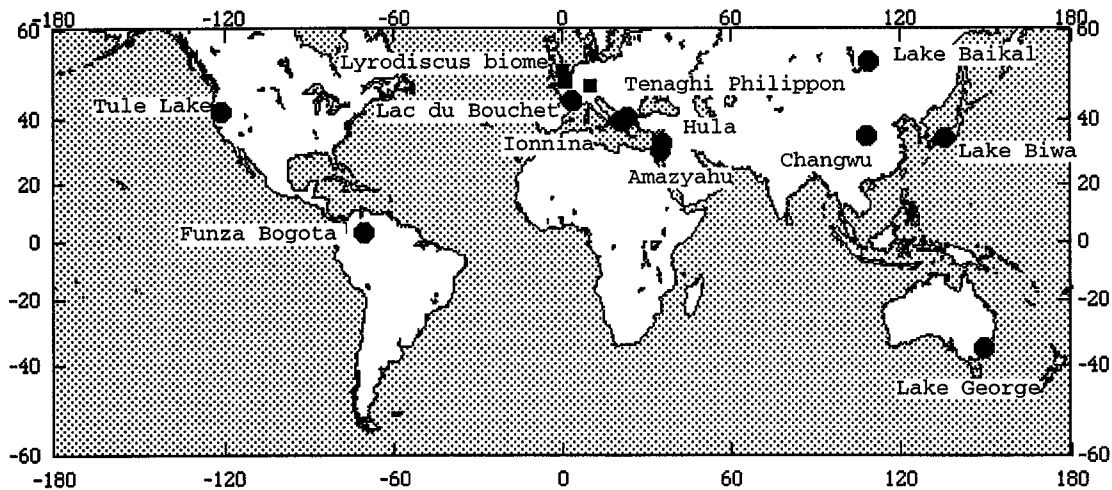 -180 -120 -60 0 60 120 180
60 60
Lyrodiscus biome Lake Baikal
Tenaghi Philippon
Tule Lake Lac du Bouchet
40 40
Hula
Ionnina Lake Biwa
Changwu
Amazyahu
20 20
Funza Bogota
0 0
-20 -20
-40 -40
Lake George
-60 -60
-180 -120 -60 0 60 120 180